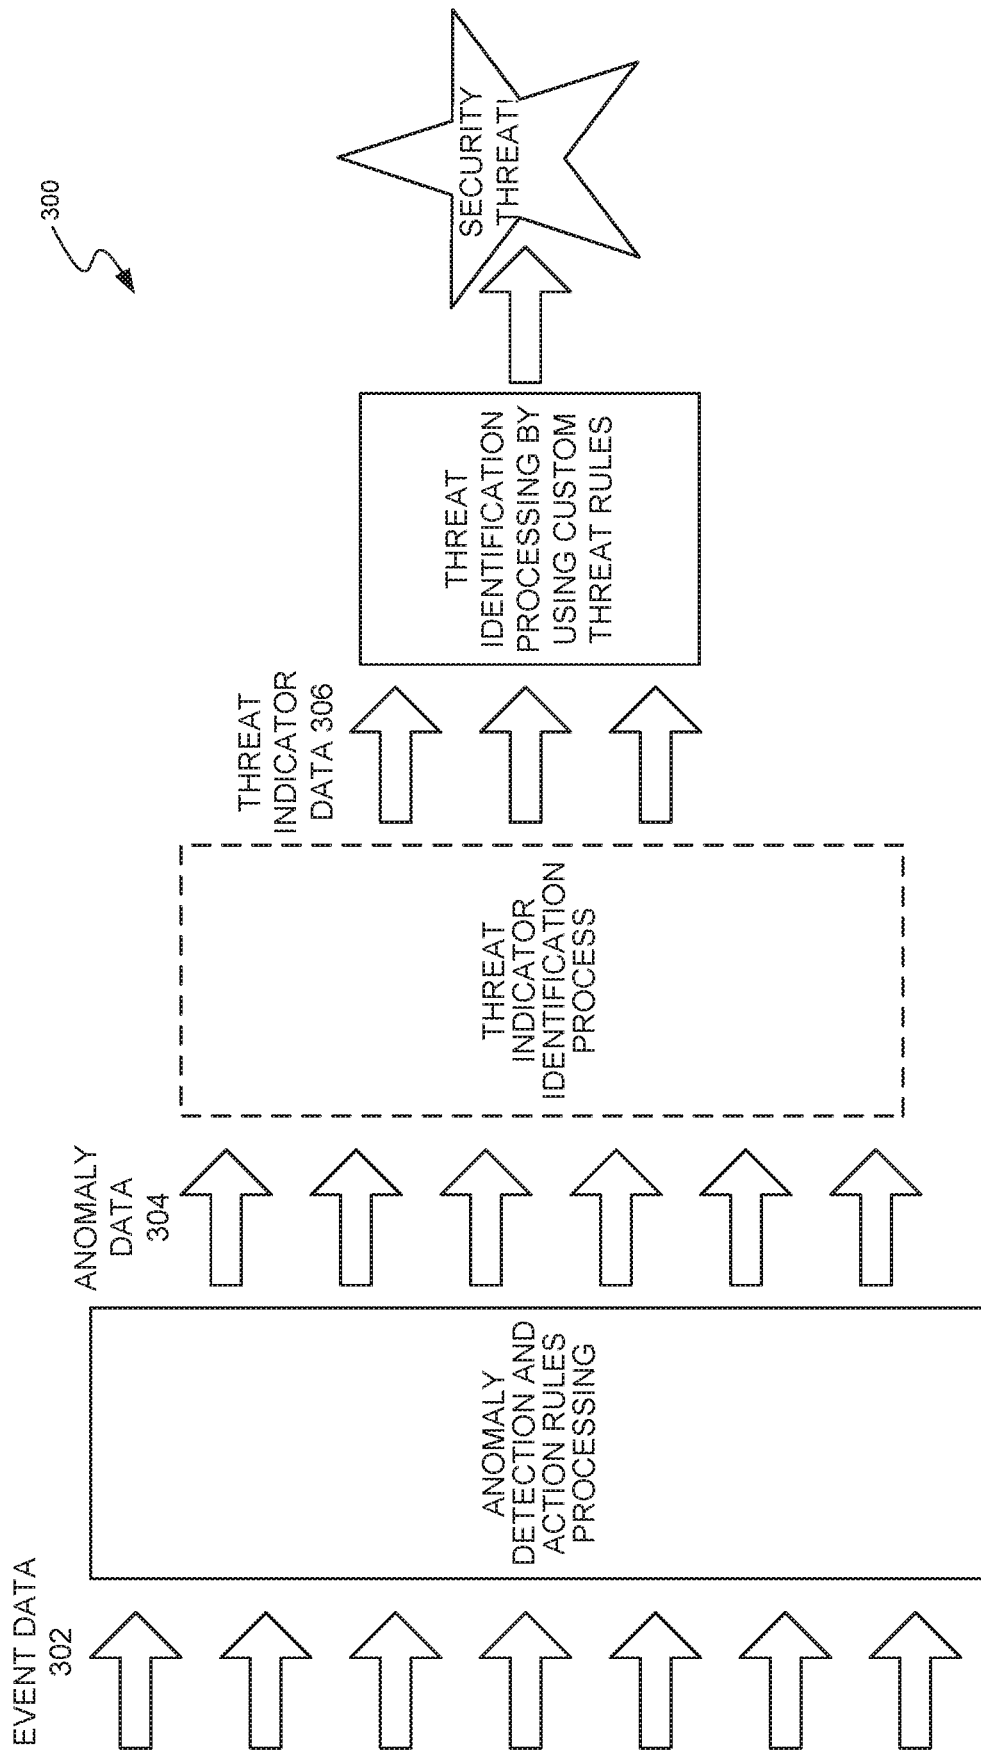 300
EVENT DATA
302
ANOMALY
DETECTION AND
ACTION RULES
PROCESSING
ANOMALY
DATA
304
THREAT
INDICATOR
IDENTIFICATION
PROCESS
THREAT
INDICATOR
DATA 306
THREAT
IDENTIFICATION
PROCESSING BY
USING CUSTOM
THREAT RULES
SECURITY
THREAT!